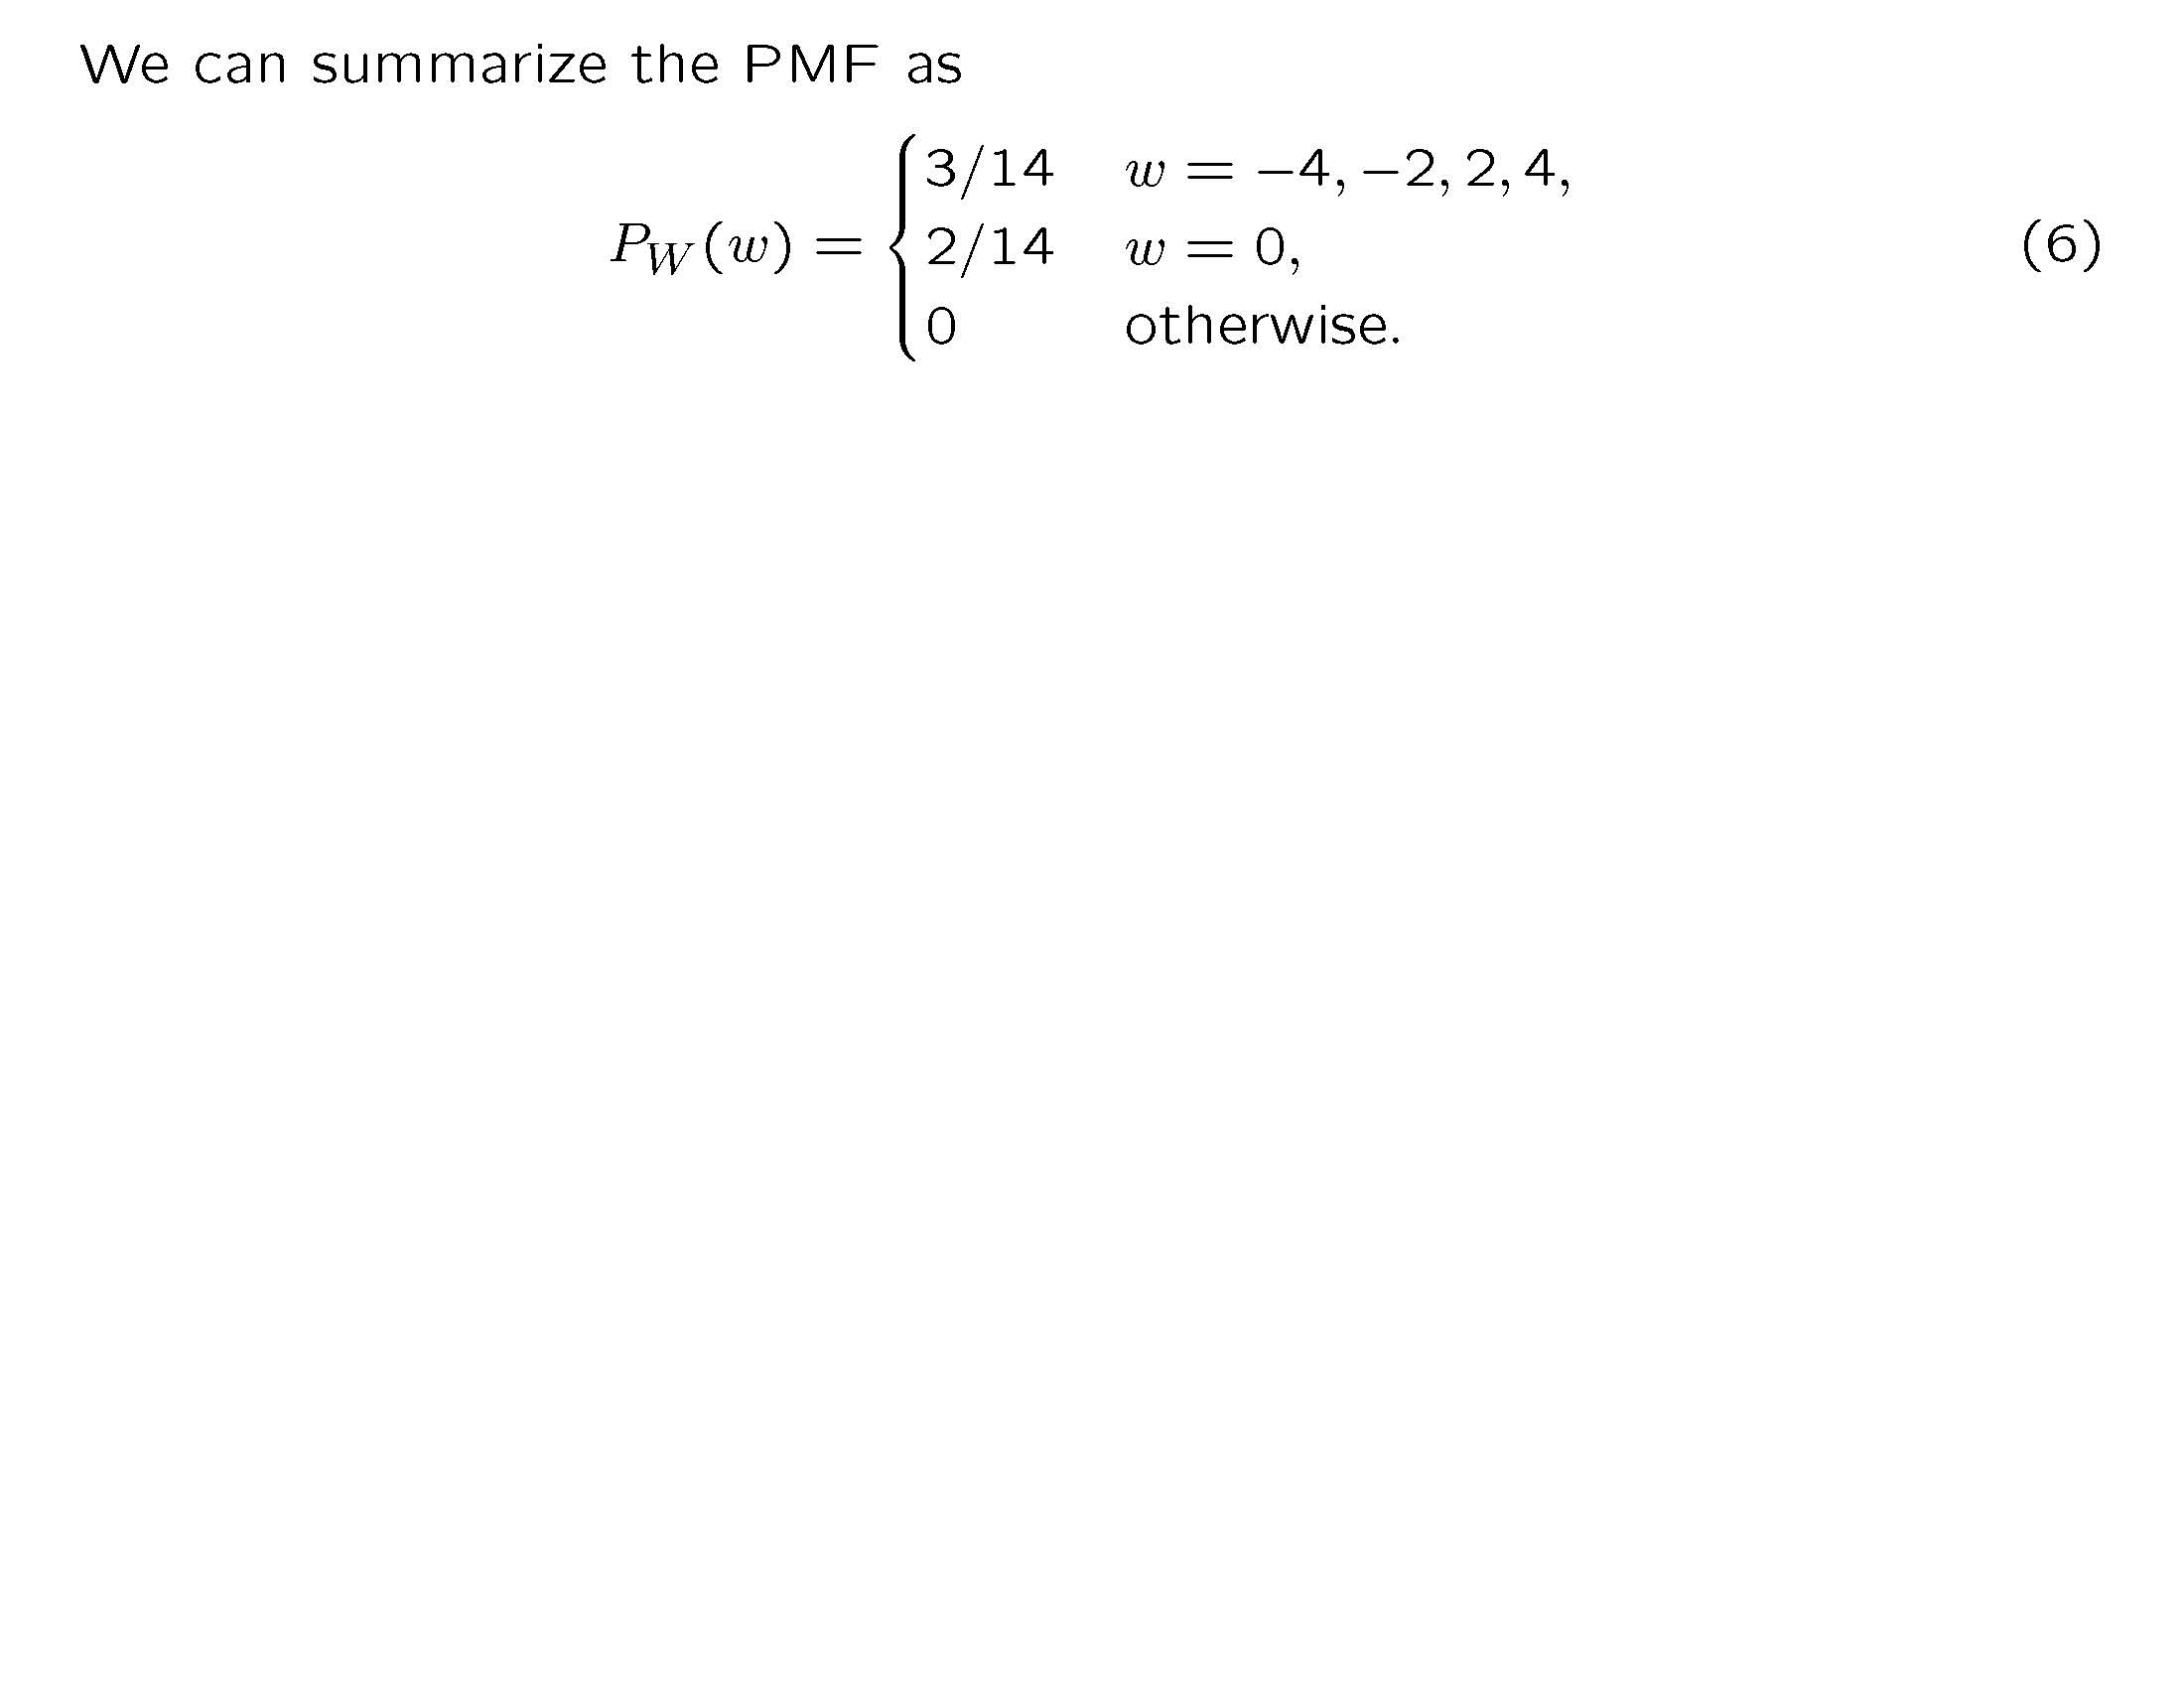 We can summarize the PMF as
3/14 w = −4, −2, 2, 4,
P_W(w) = { 2/14 w = 0, (6)
0 otherwise.